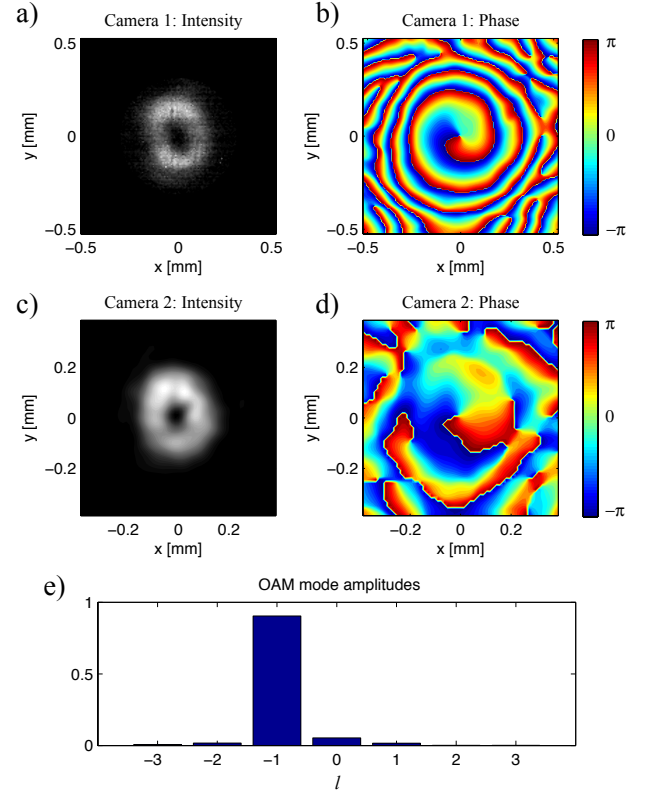 a) Camera 1: Intensity
0.5
0
−0.5
y [mm]
−0.5 0 0.5
x [mm]
b) Camera 1: Phase
0.5
0
−0.5
y [mm]
−0.5 0 0.5
x [mm]
π
0
−π
c) Camera 2: Intensity
0.2
0
−0.2
y [mm]
−0.2 0 0.2
x [mm]
d) Camera 2: Phase
0.2
0
−0.2
y [mm]
−0.2 0 0.2
x [mm]
π
0
−π
e) OAM mode amplitudes
1
0.5
0
−3 −2 −1 0 1 2 3
l